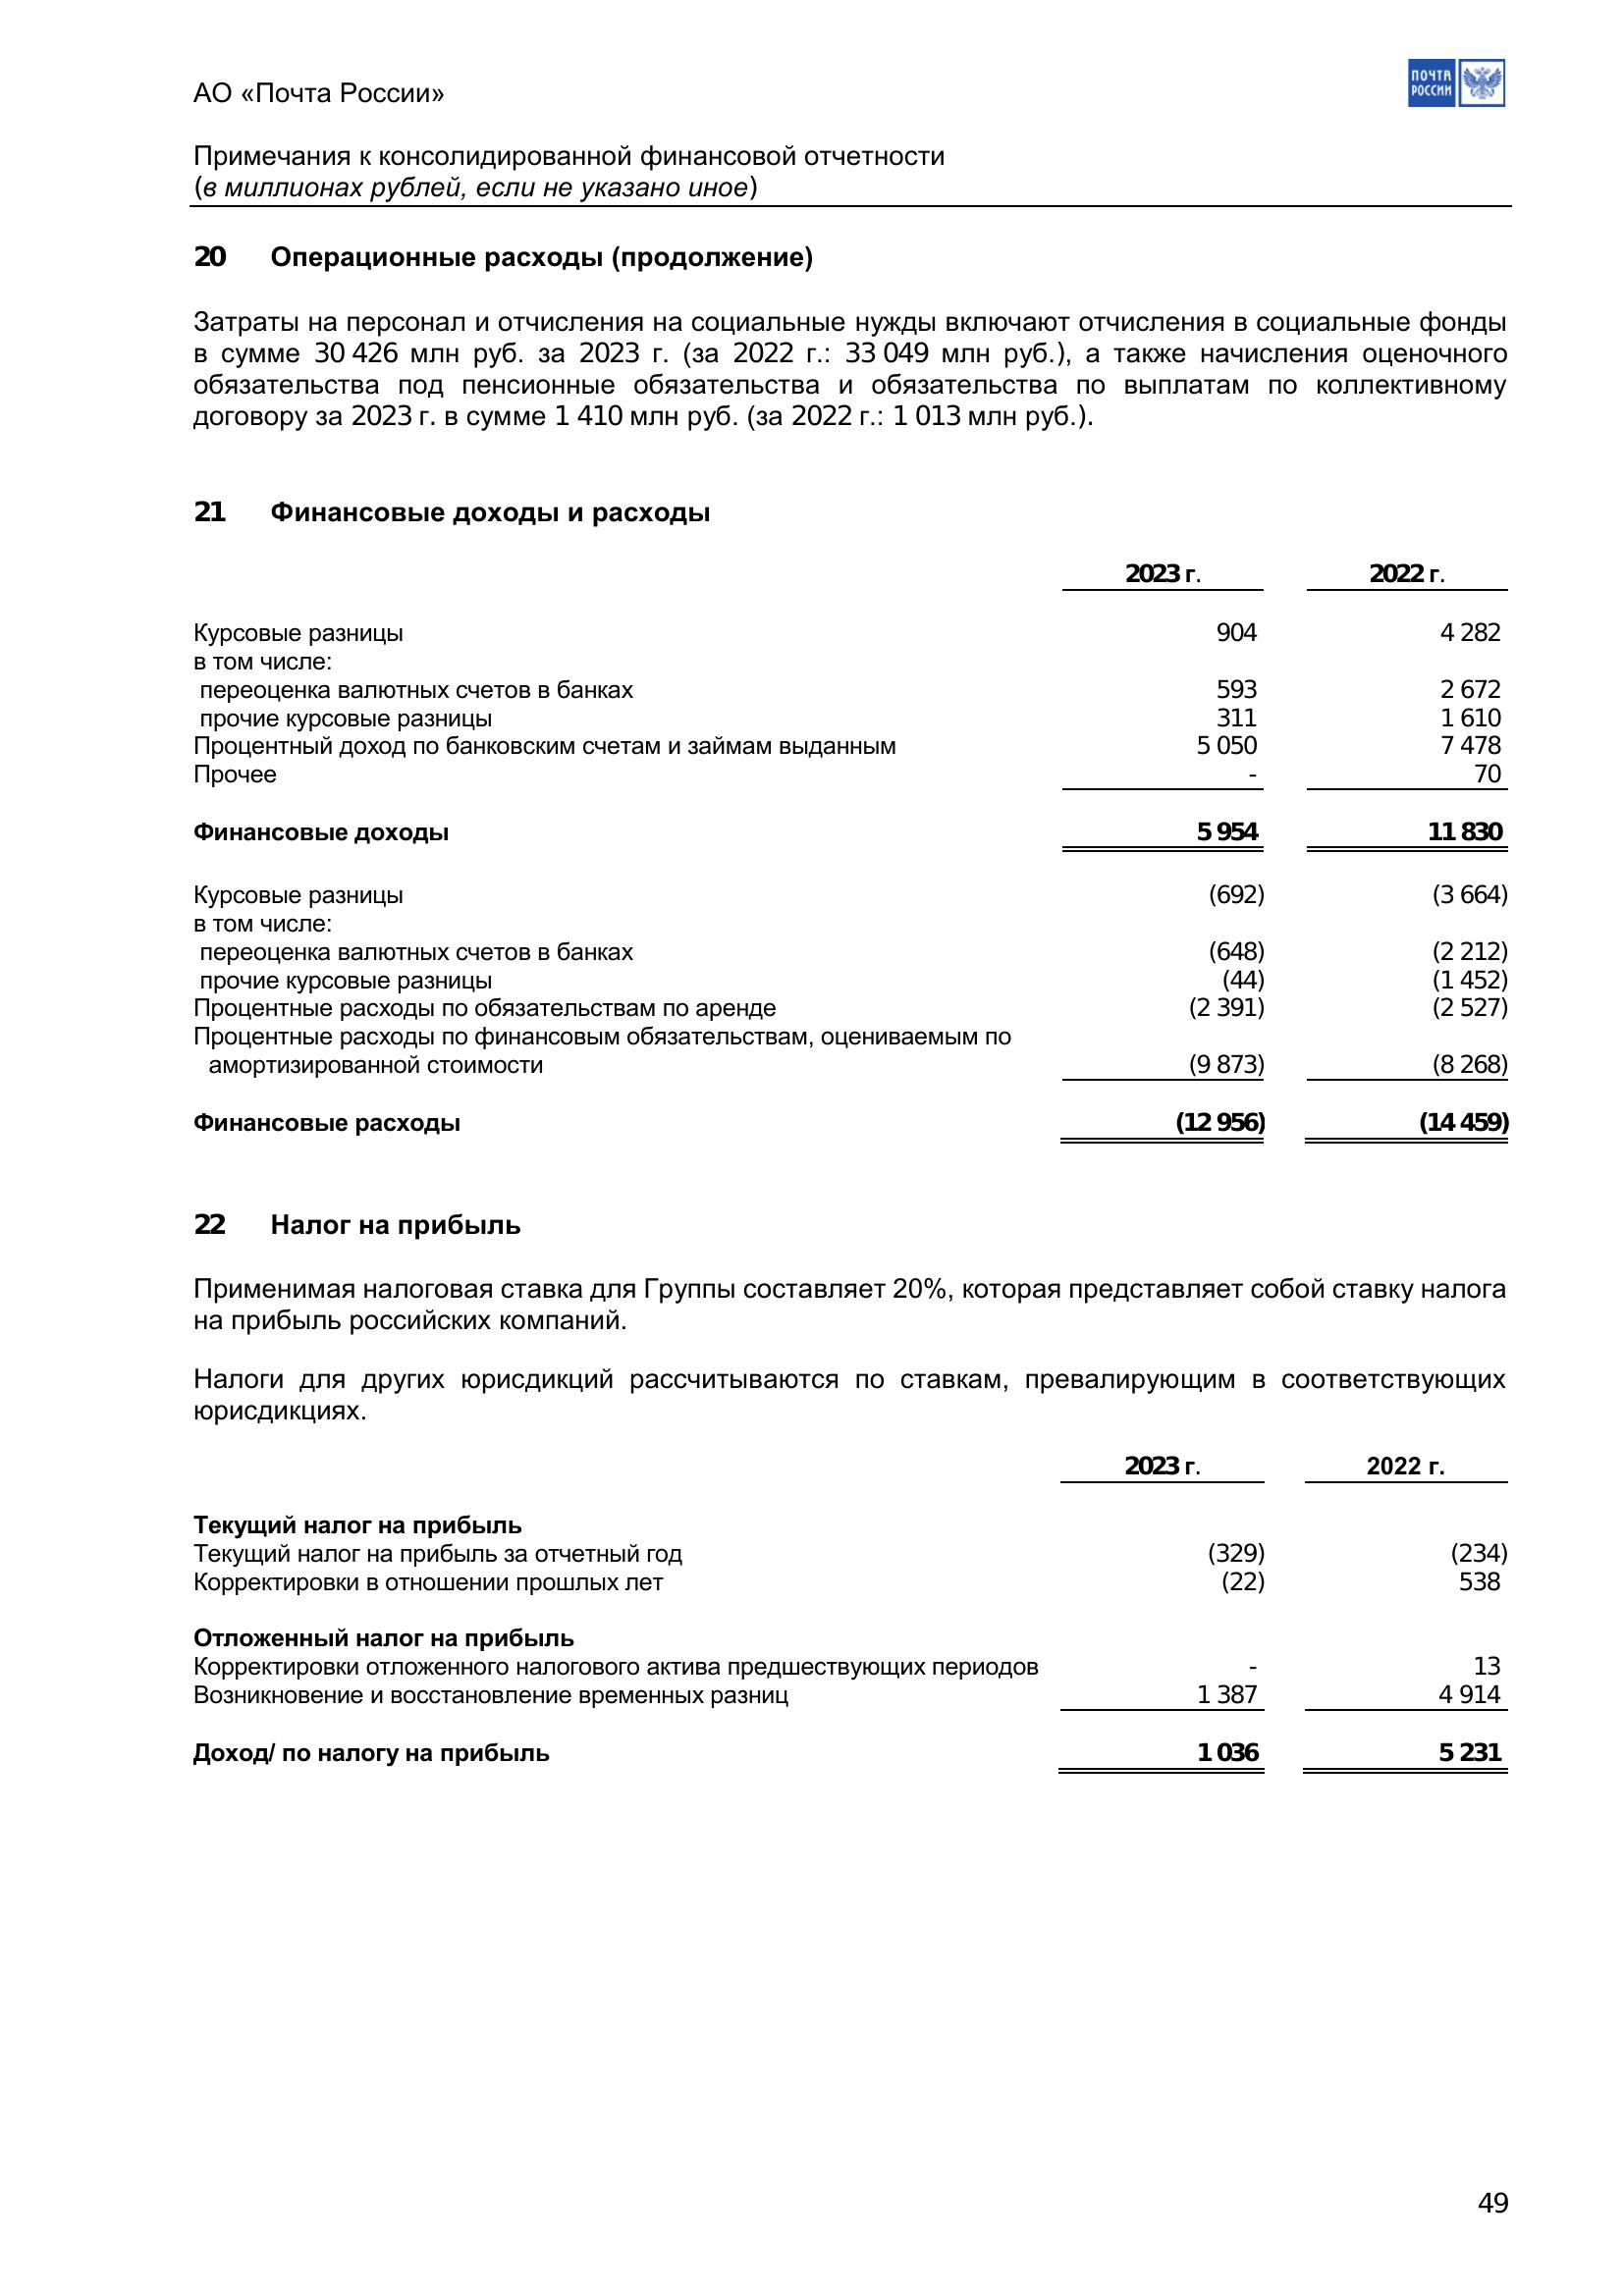 АО «Почта России»
ПОЧТА
РОССИИ
Примечания к консолидированной финансовой отчетности
(в миллионах рублей, если не указано иное)
20 Операционные расходы (продолжение)
Затраты на персонал и отчисления на социальные нужды включают отчисления в социальные фонды
в сумме 30 426 млн руб. за 2023 г. (за 2022 г.: 33 049 млн руб.), а также начисления оценочного
обязательства под пенсионные обязательства и обязательства по выплатам по коллективному
договору за 2023 г. в сумме 1 410 млн руб. (за 2022 г.: 1 013 млн руб.).
21 Финансовые доходы и расходы
2023 г. 2022 г.
Курсовые разницы 904 4 282
в том числе:
переоценка валютных счетов в банках 593 2 672
прочие курсовые разницы 311 1 610
Процентный доход по банковским счетам и займам выданным 5 050 7 478
Прочее - 70
Финансовые доходы 5 954 11 830
Курсовые разницы (692) (3 664)
в том числе:
переоценка валютных счетов в банках (648) (2 212)
прочие курсовые разницы (44) (1 452)
Процентные расходы по обязательствам по аренде (2 391) (2 527)
Процентные расходы по финансовым обязательствам, оцениваемым по
амортизированной стоимости (9 873) (8 268)
Финансовые расходы (12 956) (14 459)
22 Налог на прибыль
Применимая налоговая ставка для Группы составляет 20%, которая представляет собой ставку налога
на прибыль российских компаний.
Налоги для других юрисдикций рассчитываются по ставкам, превалирующим в соответствующих
юрисдикциях.
2023 г. 2022 г.
Текущий налог на прибыль
Текущий налог на прибыль за отчетный год (329) (234)
Корректировки в отношении прошлых лет (22) 538
Отложенный налог на прибыль
Корректировки отложенного налогового актива предшествующих периодов - 13
Возникновение и восстановление временных разниц 1 387 4 914
Доход/ по налогу на прибыль 1 036 5 231
49